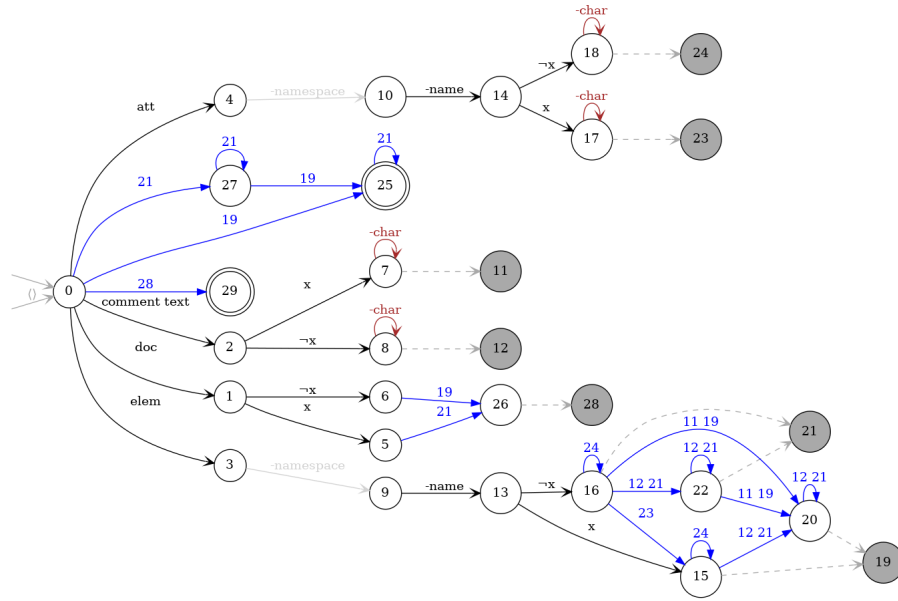 -char
18
24
¬x
4
-namespace
10
-name
14
att
x
-char
17
23
21
21
21
27
19
25
19
-char
7
11
x
0
⟨⟩
28
29
comment text
-char
2
¬x
8
12
doc
elem
1
¬x
6
19
26
28
x
21
5
3
-namespace
9
-name
13
¬x
24
16
11 19
12 21
12 21
22
21
11 19
12 21
20
23
x
24
12 21
15
19